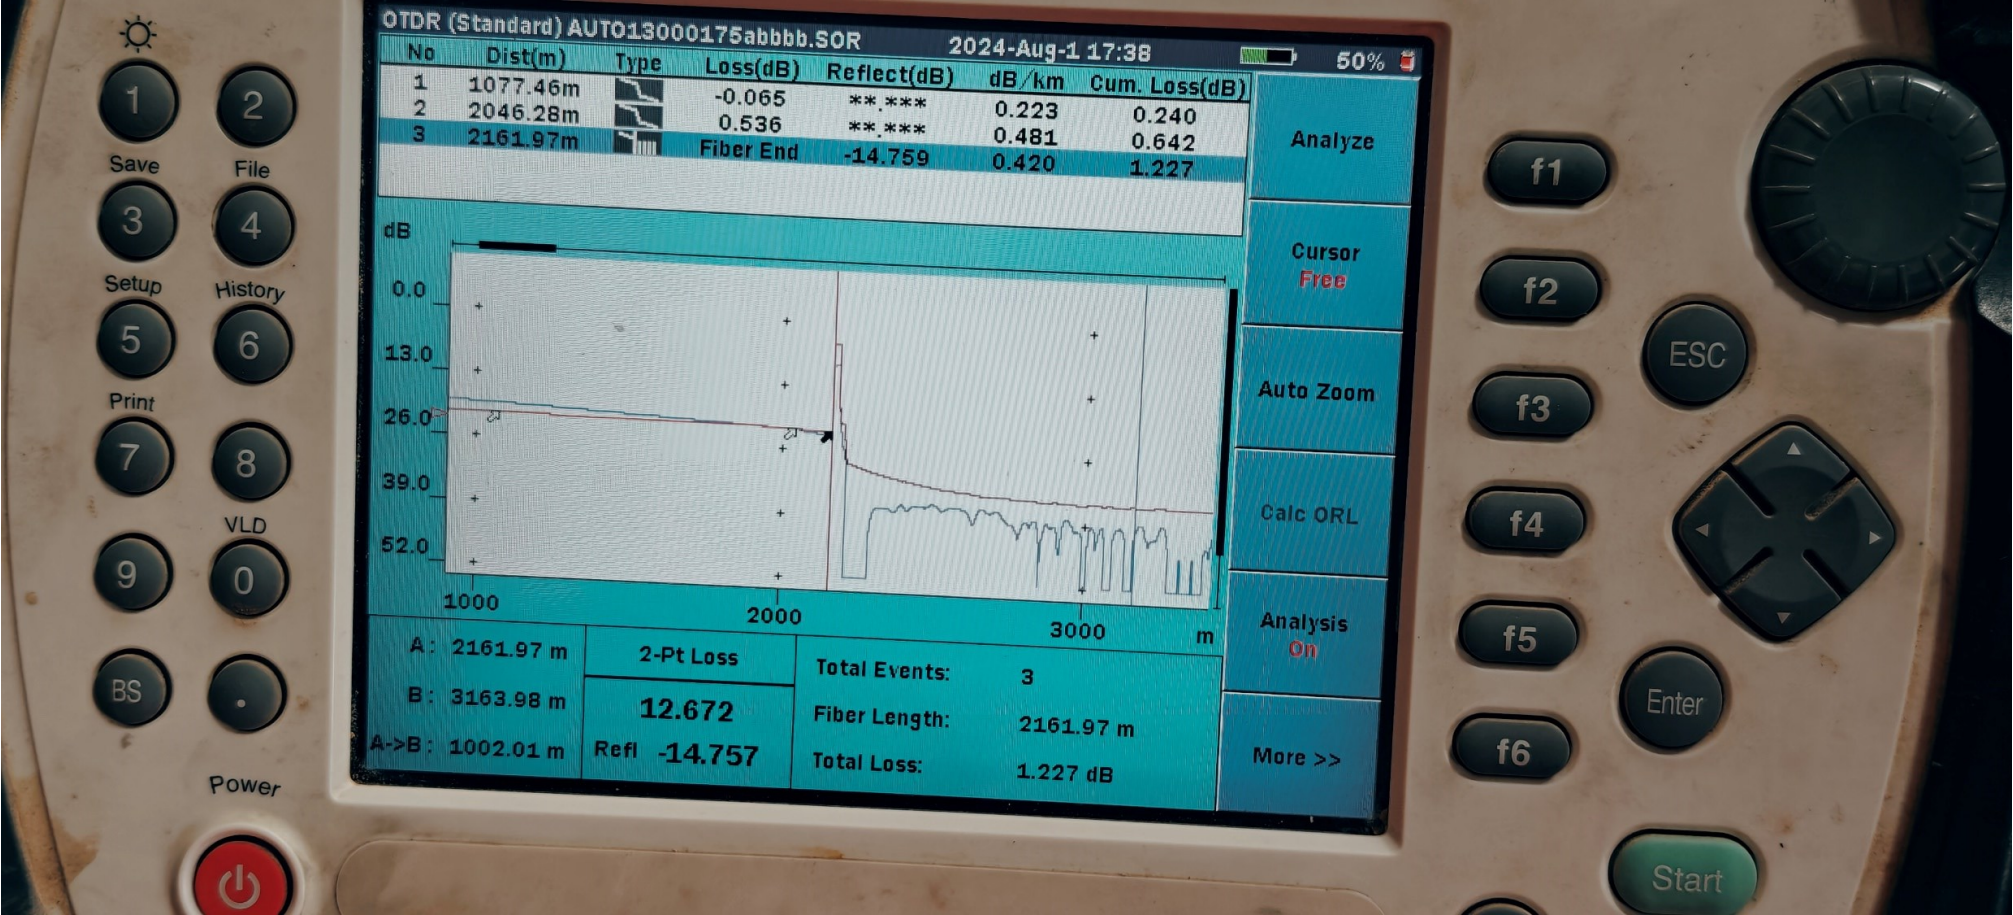 OTDR (Standard) AUTO13000175abbbb.SOR 2024-Aug-1 17:38 50%
No Dist(m) Type Loss(dB) Reflect(dB) dB/km Cum. Loss(dB)
1 1077.46m -0.065 **.*** 0.223 0.240
2 2046.28m 0.536 **.*** 0.481 0.642
3 2161.97m Fiber End -14.759 0.420 1.227
dB
0.0
13.0
26.0
39.0
52.0
1000 2000 3000 m
A: 2161.97 m
B: 3163.98 m
A->B: 1002.01 m
2-Pt Loss
12.672
Refl -14.757
Total Events: 3
Fiber Length: 2161.97 m
Total Loss: 1.227 dB
Analyze
Cursor
Free
Auto Zoom
Calc ORL
Analysis
On
More >>
1 2
Save File
3 4
Setup History
5 6
Print
7 8
VLD
9 0
BS .
Power
f1
f2
f3
f4
f5
f6
ESC
Enter
Start